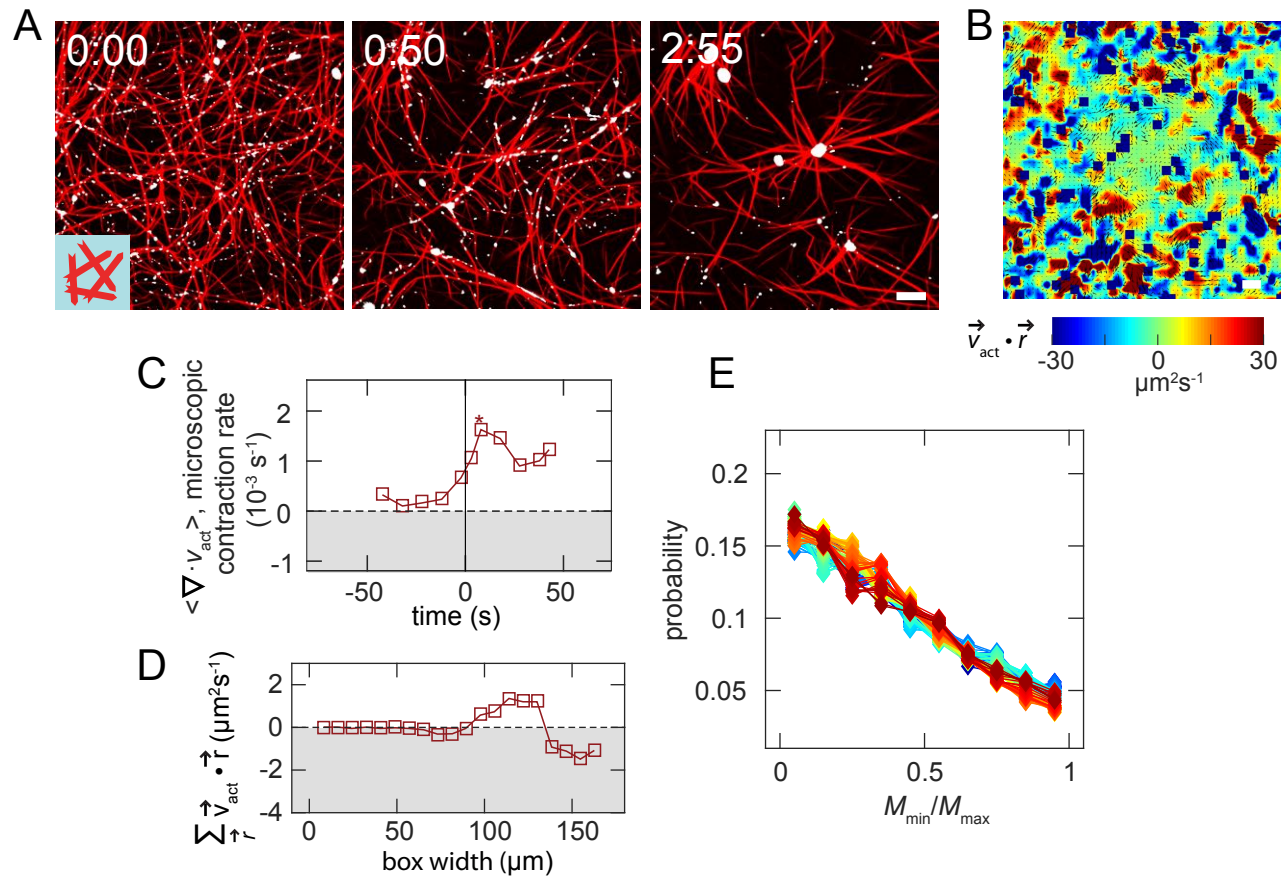 A
0:00
0:50
2:55
B
v⃗act • r⃗
-30
0
30
µm²s⁻¹
C
<∇· vact>, microscopic
contraction rate
(10⁻³ s⁻¹)
2
1
0
-1
*
-50
0
50
time (s)
D
∑r⃗ v⃗act • r⃗ (µm²s⁻¹)
2
0
-2
-4
0
50
100
150
box width (µm)
E
probability
0.2
0.15
0.1
0.05
0
0.5
1
Mmin/Mmax